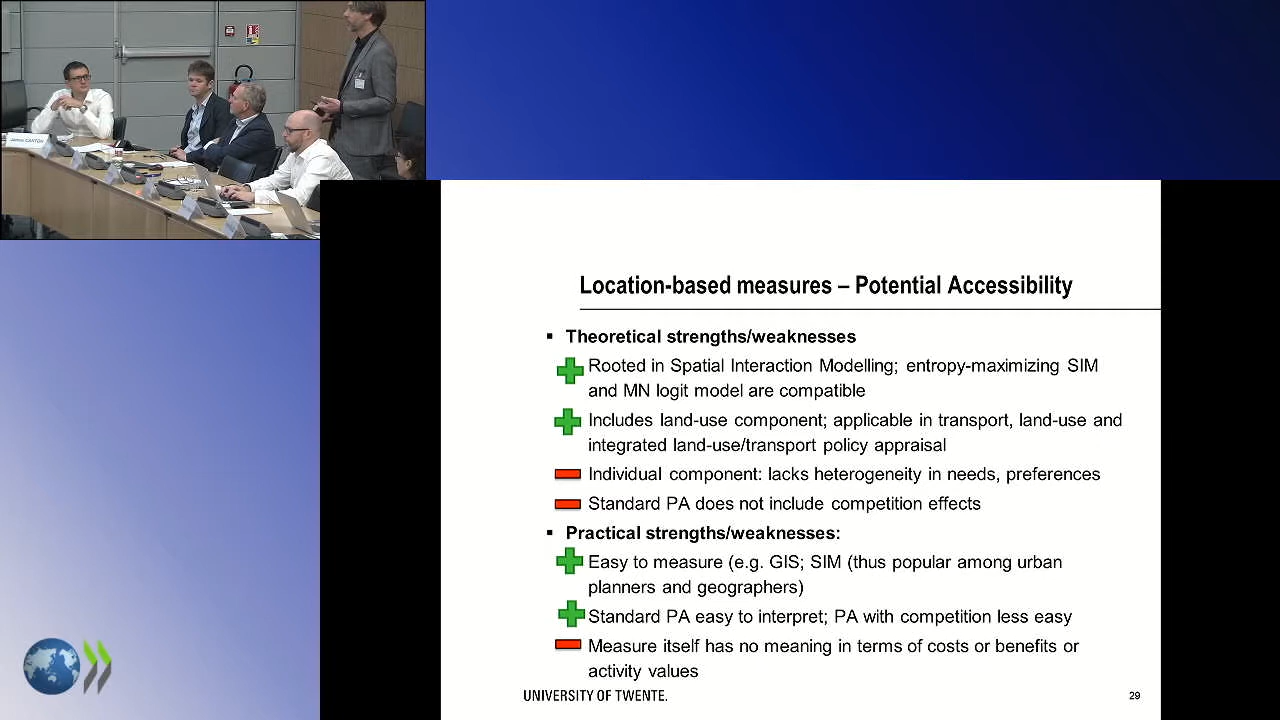 Location-based measures – Potential Accessibility
▪ Theoretical strengths/weaknesses
Rooted in Spatial Interaction Modelling; entropy-maximizing SIM
and MN logit model are compatible
Includes land-use component; applicable in transport, land-use and
integrated land-use/transport policy appraisal
Individual component: lacks heterogeneity in needs, preferences
Standard PA does not include competition effects
▪ Practical strengths/weaknesses:
Easy to measure (e.g. GIS; SIM (thus popular among urban
planners and geographers)
Standard PA easy to interpret; PA with competition less easy
Measure itself has no meaning in terms of costs or benefits or
activity values
UNIVERSITY OF TWENTE.
29